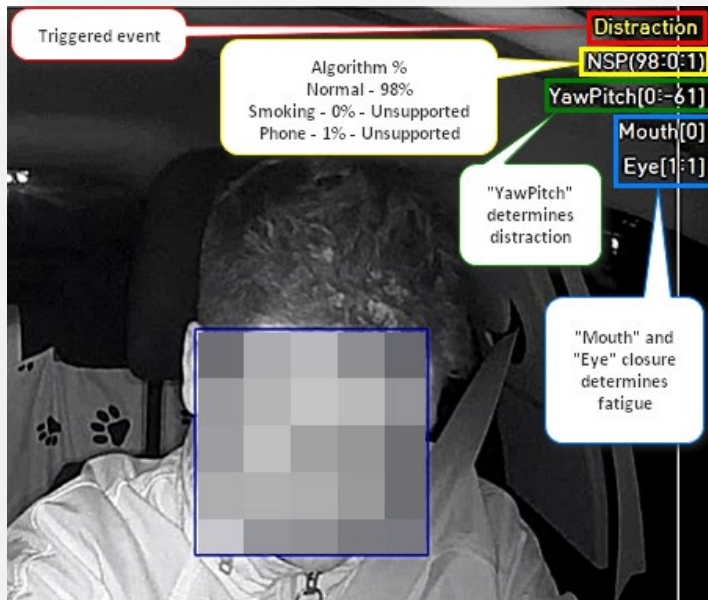 Triggered event
Distraction
Algorithm %
Normal - 98%
Smoking - 0% - Unsupported
Phone - 1% - Unsupported
NSP(98:0:1)
YawPitch[0:-61]
Mouth[0]
Eye[1:1]
"YawPitch"
determines
distraction
"Mouth" and
"Eye" closure
determines
fatigue